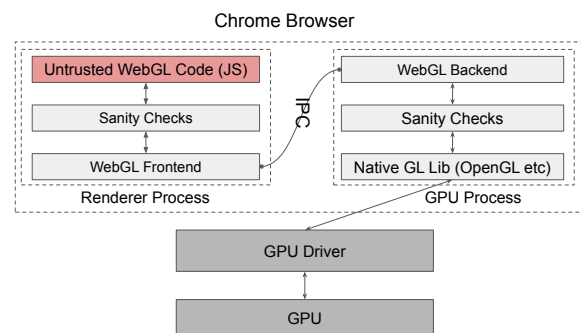 Chrome Browser
Untrusted WebGL Code (JS)
Sanity Checks
WebGL Frontend
Renderer Process
IPC
WebGL Backend
Sanity Checks
Native GL Lib (OpenGL etc)
GPU Process
GPU Driver
GPU